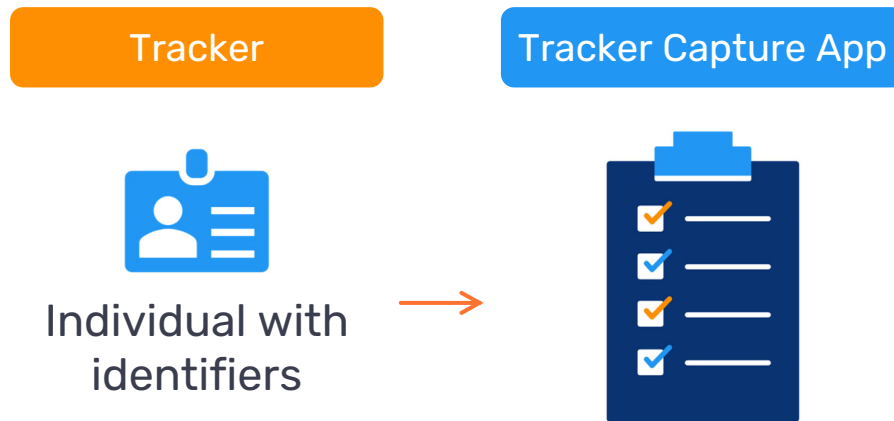 Tracker
Tracker Capture App
Individual with
identifiers